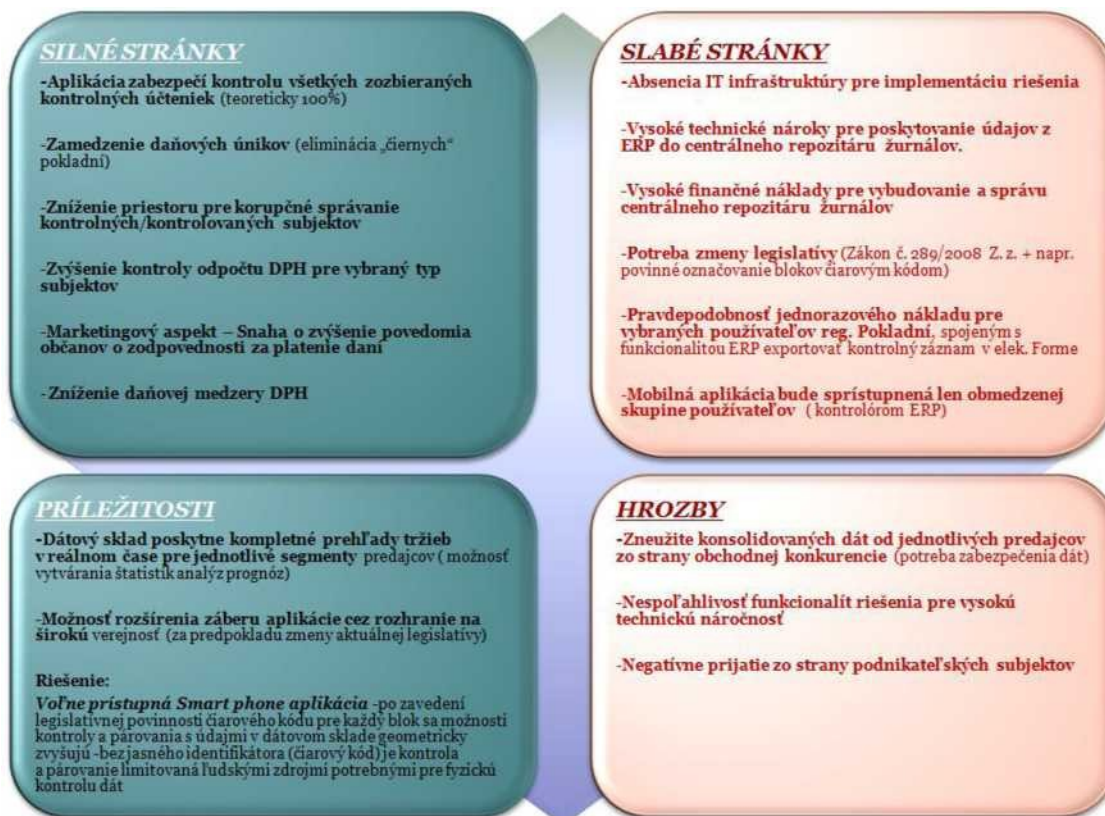 SILNÉ STRÁNKY
-Aplikácia zabezpečí kontrolu všetkých zozbieraných
kontrolných účteniek (teoreticky 100%)
-Zamedzenie daňových únikov (eliminácia „čiernych“
pokladní)
-Zníženie priestoru pre korupčné správanie
kontrolných/kontrolovaných subjektov
-Zvýšenie kontroly odpočtu DPH pre vybraný typ
subjektov
-Marketingový aspekt – Snaha o zvýšenie povedomia
občanov o zodpovednosti za platenie daní
-Zníženie daňovej medzery DPH
SLABÉ STRÁNKY
-Absencia IT infraštruktúry pre implementáciu riešenia
-Vysoké technické nároky pre poskytovanie údajov z
ERP do centrálneho repozitáru žurnálov.
-Vysoké finančné náklady pre vybudovanie a správu
centrálneho repozitáru žurnálov
-Potreba zmeny legislatívy (Zákon č. 289/2008 Z. z. + napr.
povinné označovanie blokov čiarovým kódom)
-Pravdepodobnosť jednorazového nákladu pre
vybraných používateľov reg. Pokladní, spojeným s
funkcionalitou ERP exportovať kontrolný záznam v elek. Forme
-Mobilná aplikácia bude sprístupnená len obmedzenej
skupine používateľov ( kontrolórom ERP)
PRÍLEŽITOSTI
-Dátový sklad poskytne kompletné prehľady tržieb
v reálnom čase pre jednotlivé segmenty predajcov ( možnosť
vytvárania štatistík analýz prognóz)
-Možnosť rozšírenia záberu aplikácie cez rozhranie na
širokú verejnosť (za predpokladu zmeny aktuálnej legislatívy)
Riešenie:
Voľne prístupná Smart phone aplikácia -po zavedení
legislatívnej povinnosti čiarového kódu pre každý blok sa možnosti
kontroly a párovania s údajmi v dátovom sklade geometricky
zvyšujú -bez jasného identifikátora (čiarový kód) je kontrola
a párovanie limitovaná ľudskými zdrojmi potrebnými pre fyzickú
kontrolu dát
HROZBY
-Zneužite konsolidovaných dát od jednotlivých predajcov
zo strany obchodnej konkurencie (potreba zabezpečenia dát)
-Nespoľahlivosť funkcionalít riešenia pre vysokú
technickú náročnosť
-Negatívne prijatie zo strany podnikateľských subjektov